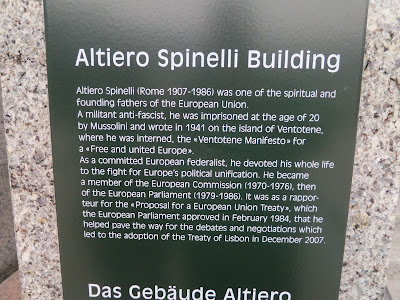 Altiero Spinelli Building
Altiero Spinelli (Rome 1907-1986) was one of the spiritual and
founding fathers of the European Union.
A militant anti-fascist, he was imprisoned at the age of 20
by Mussolini and wrote in 1941 on the island of Ventotene,
where he was interned, the «Ventotene Manifesto» for
a «Free and united Europe».
As a committed European federalist, he devoted his whole life
to the fight for Europe's political unification. He became
a member of the European Commission (1970-1976), then
of the European Parliament (1979-1986). It was as a rappor-
teur for the «Proposal for a European Union Treaty», which
the European Parliament approved in February 1984, that he
helped pave the way for the debates and negotiations which
led to the adoption of the Treaty of Lisbon in December 2007.
Das Gebäude Altiero